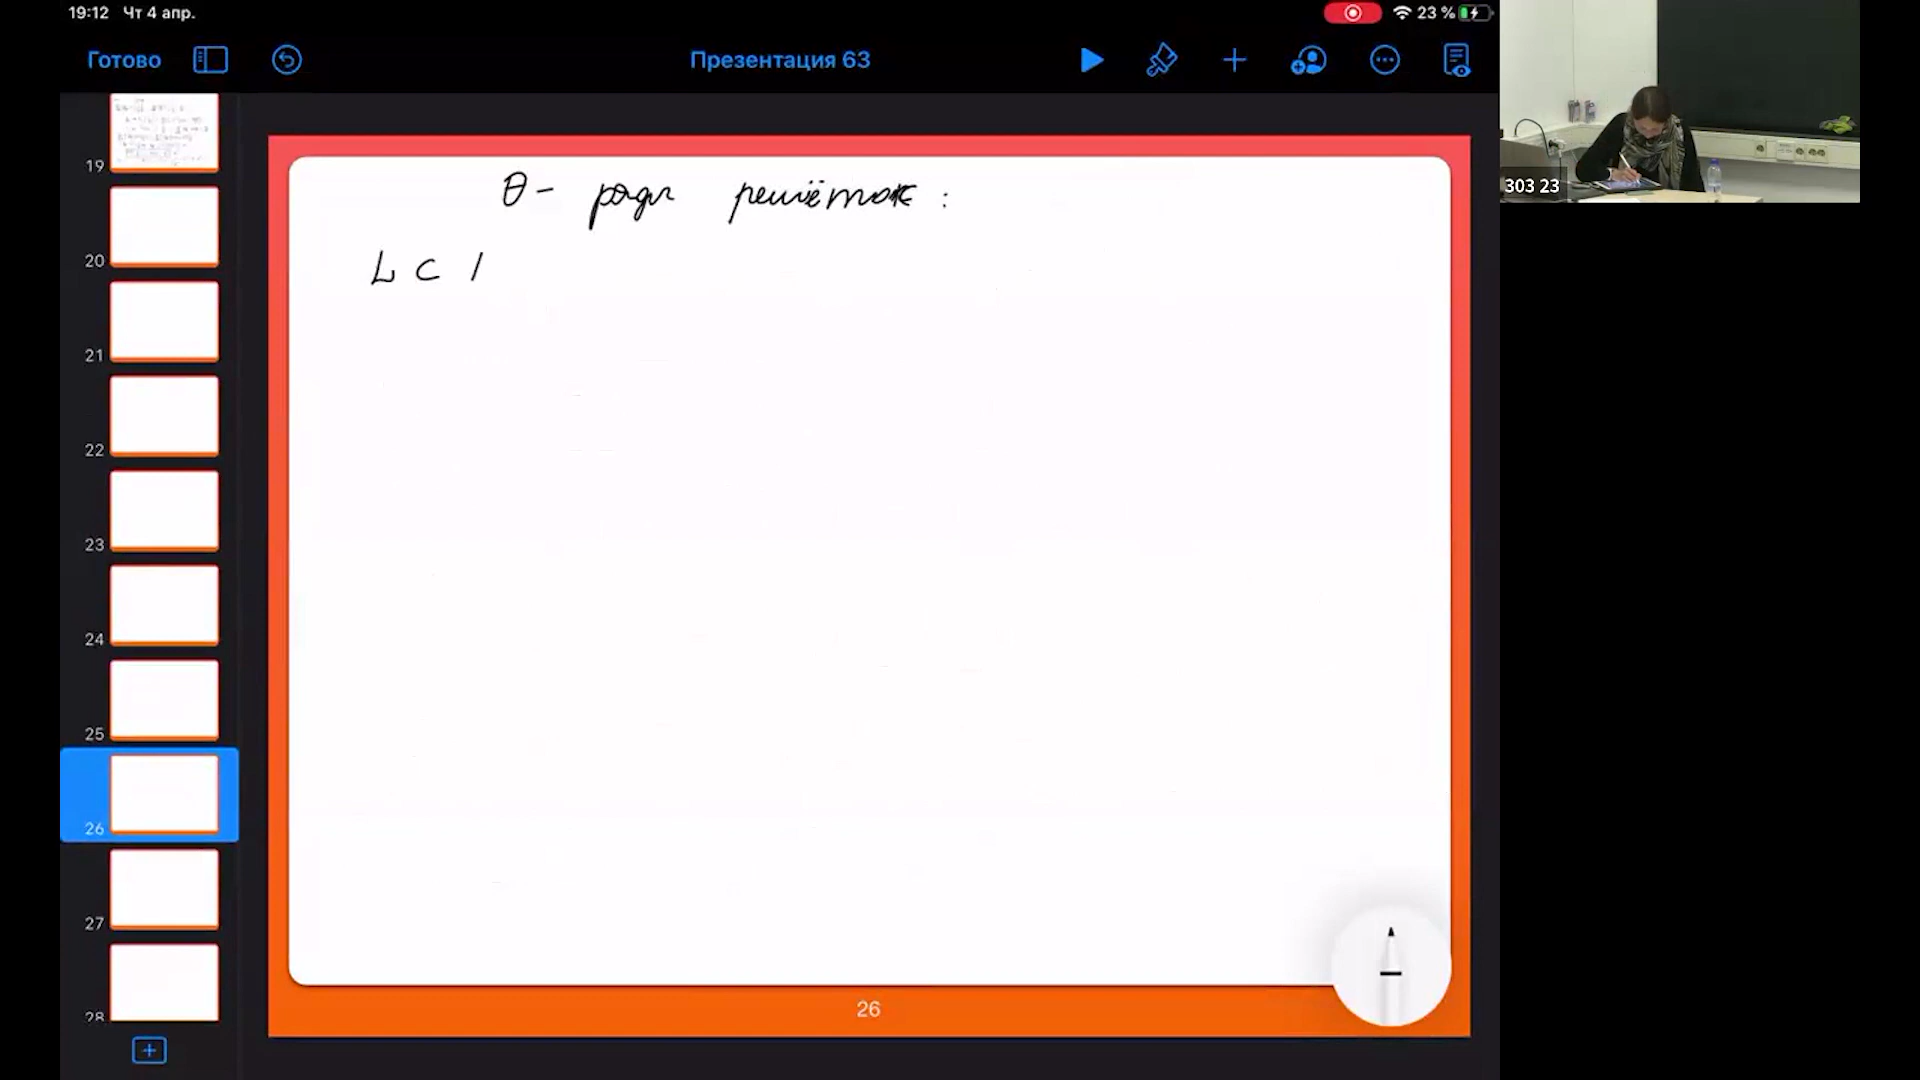 19:12 Чт 4 апр.
23 %
Готово
Презентация 63
303 23
19
20
21
22
23
24
25
26
27
28
θ - ряды решёток :
L ⊂
26